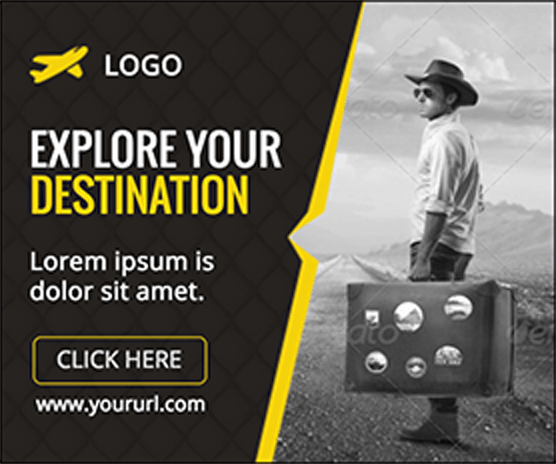 LOGO
EXPLORE YOUR
DESTINATION
Lorem ipsum is
dolor sit amet.
CLICK HERE
www.yoururl.com